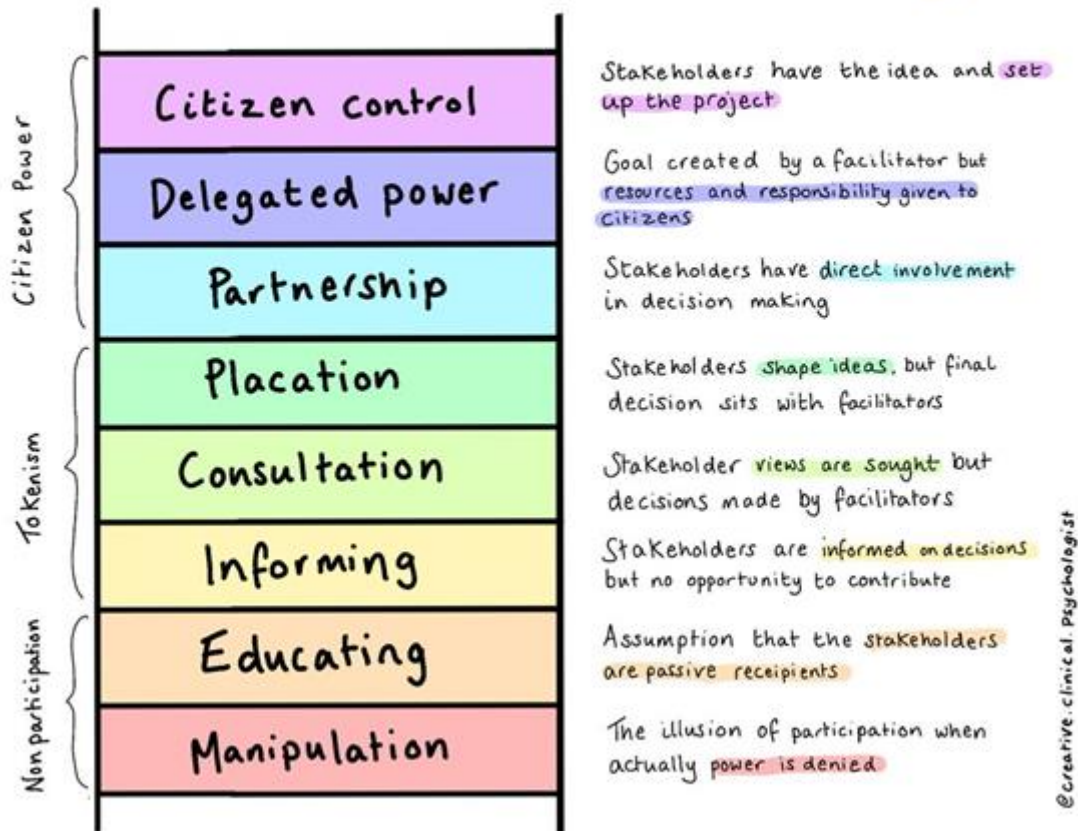 Citizen Power
Citizen control
Stakeholders have the idea and set
up the project
Delegated power
Goal created by a facilitator but
resources and responsibility given to
citizens
Partnership
Stakeholders have direct involvement
in decision making
Tokenism
Placation
Stakeholders shape ideas, but final
decision sits with facilitators
Consultation
Stakeholder views are sought but
decisions made by facilitators
Informing
Stakeholders are informed on decisions
but no opportunity to contribute
Nonparticipation
Educating
Assumption that the stakeholders
are passive receipients
Manipulation
The illusion of participation when
actually power is denied
@creative.clinical.psychologist